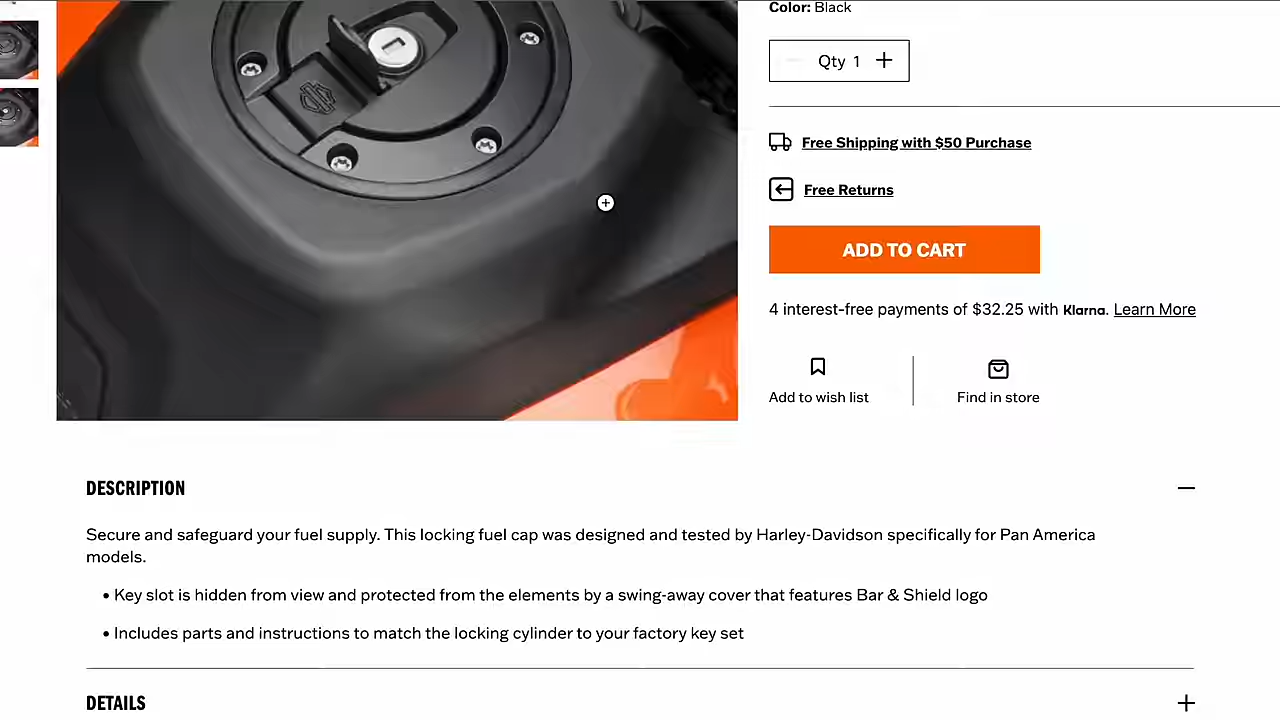 Color: Black
Qty 1
Free Shipping with $50 Purchase
Free Returns
ADD TO CART
4 interest-free payments of $32.25 with Klarna. Learn More
Add to wish list
Find in store
DESCRIPTION
Secure and safeguard your fuel supply. This locking fuel cap was designed and tested by Harley-Davidson specifically for Pan America
models.
• Key slot is hidden from view and protected from the elements by a swing-away cover that features Bar & Shield logo
• Includes parts and instructions to match the locking cylinder to your factory key set
DETAILS